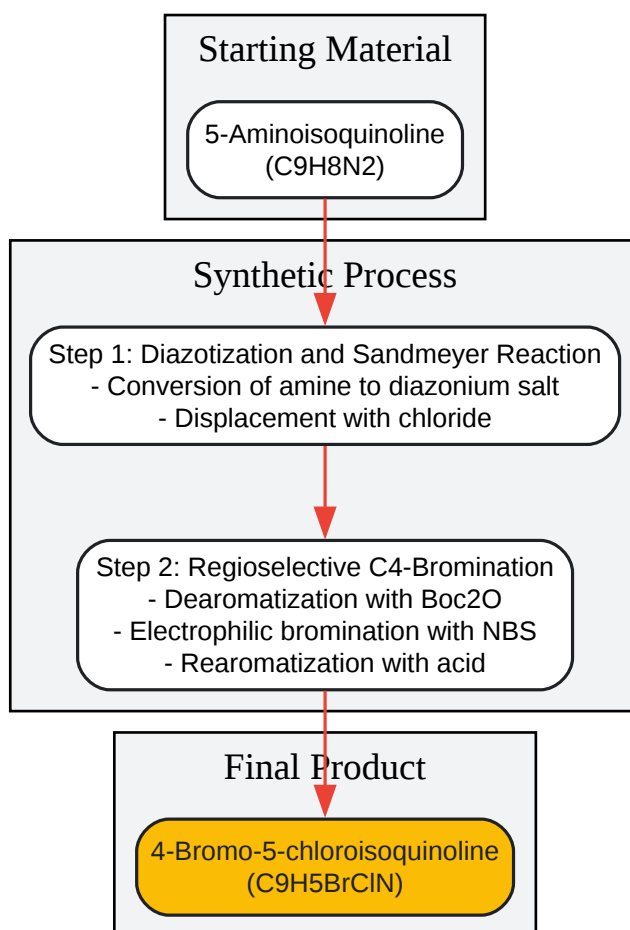 Starting Material
5-Aminoisoquinoline
(C9H8N2)
Synthetic Process
Step 1: Diazotization and Sandmeyer Reaction
- Conversion of amine to diazonium salt
- Displacement with chloride
Step 2: Regioselective C4-Bromination
- Dearomatization with Boc2O
- Electrophilic bromination with NBS
- Rearomatization with acid
Final Product
4-Bromo-5-chloroisoquinoline
(C9H5BrClN)